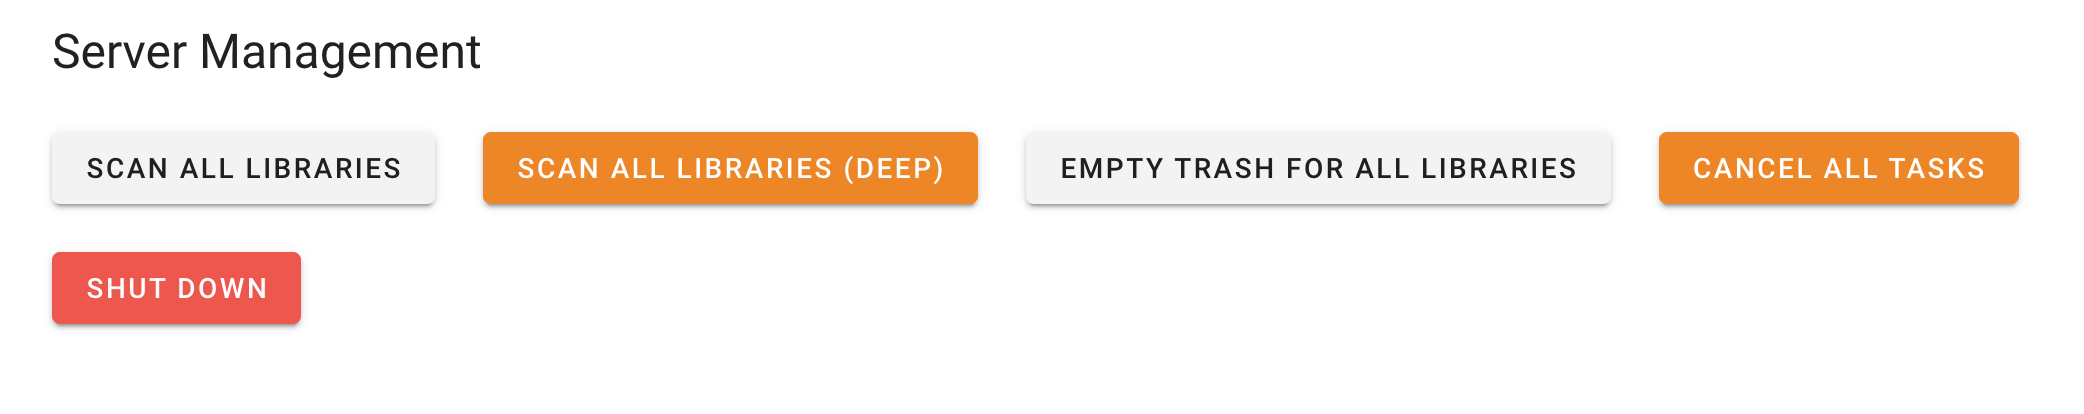 Server Management
SCAN ALL LIBRARIES
SCAN ALL LIBRARIES (DEEP)
EMPTY TRASH FOR ALL LIBRARIES
CANCEL ALL TASKS
SHUT DOWN